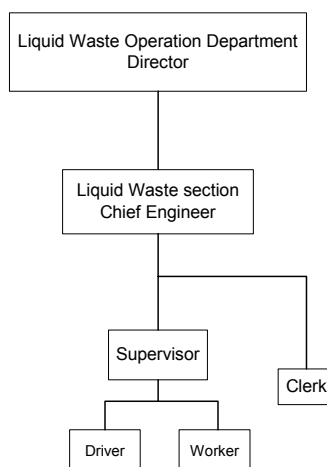 Liquid Waste Operation Department
Director
Liquid Waste section
Chief Engineer
Supervisor
Clerk
Driver
Worker